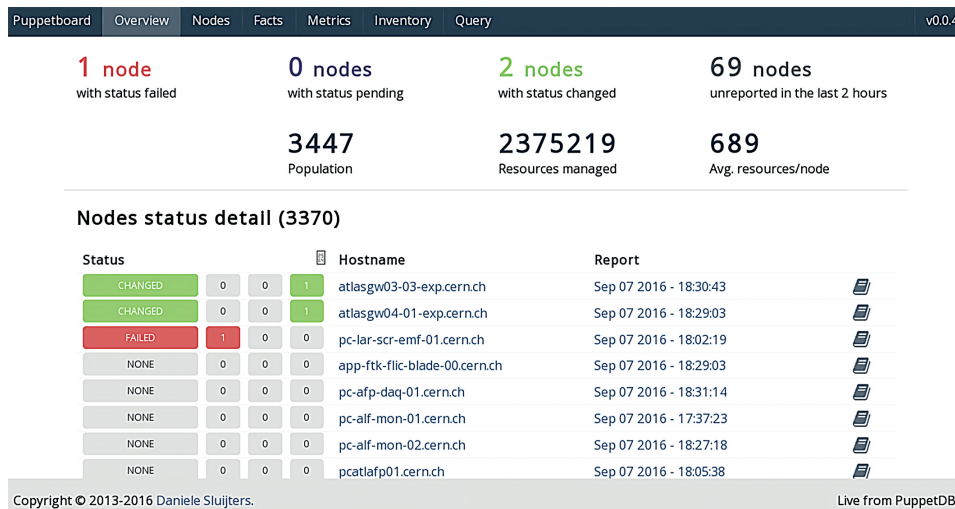 Puppetboard Overview Nodes Facts Metrics Inventory Query v0.0.4
1 node 0 nodes 2 nodes 69 nodes
with status failed with status pending with status changed unreported in the last 2 hours
3447 2375219 689
Population Resources managed Avg. resources/node
Nodes status detail (3370)
Status Hostname Report
CHANGED 0 0 1 atlasgw03-03-exp.cern.ch Sep 07 2016 - 18:30:43
CHANGED 0 0 1 atlasgw04-01-exp.cern.ch Sep 07 2016 - 18:29:03
FAILED 1 0 0 pc-lar-scr-emf-01.cern.ch Sep 07 2016 - 18:02:19
NONE 0 0 0 app-ftk-flic-blade-00.cern.ch Sep 07 2016 - 18:29:03
NONE 0 0 0 pc-afp-daq-01.cern.ch Sep 07 2016 - 18:31:14
NONE 0 0 0 pc-alf-mon-01.cern.ch Sep 07 2016 - 17:37:23
NONE 0 0 0 pc-alf-mon-02.cern.ch Sep 07 2016 - 18:27:18
NONE 0 0 0 pcatlafp01.cern.ch Sep 07 2016 - 18:05:38
Copyright © 2013-2016 Daniele Sluijters. Live from PuppetDB